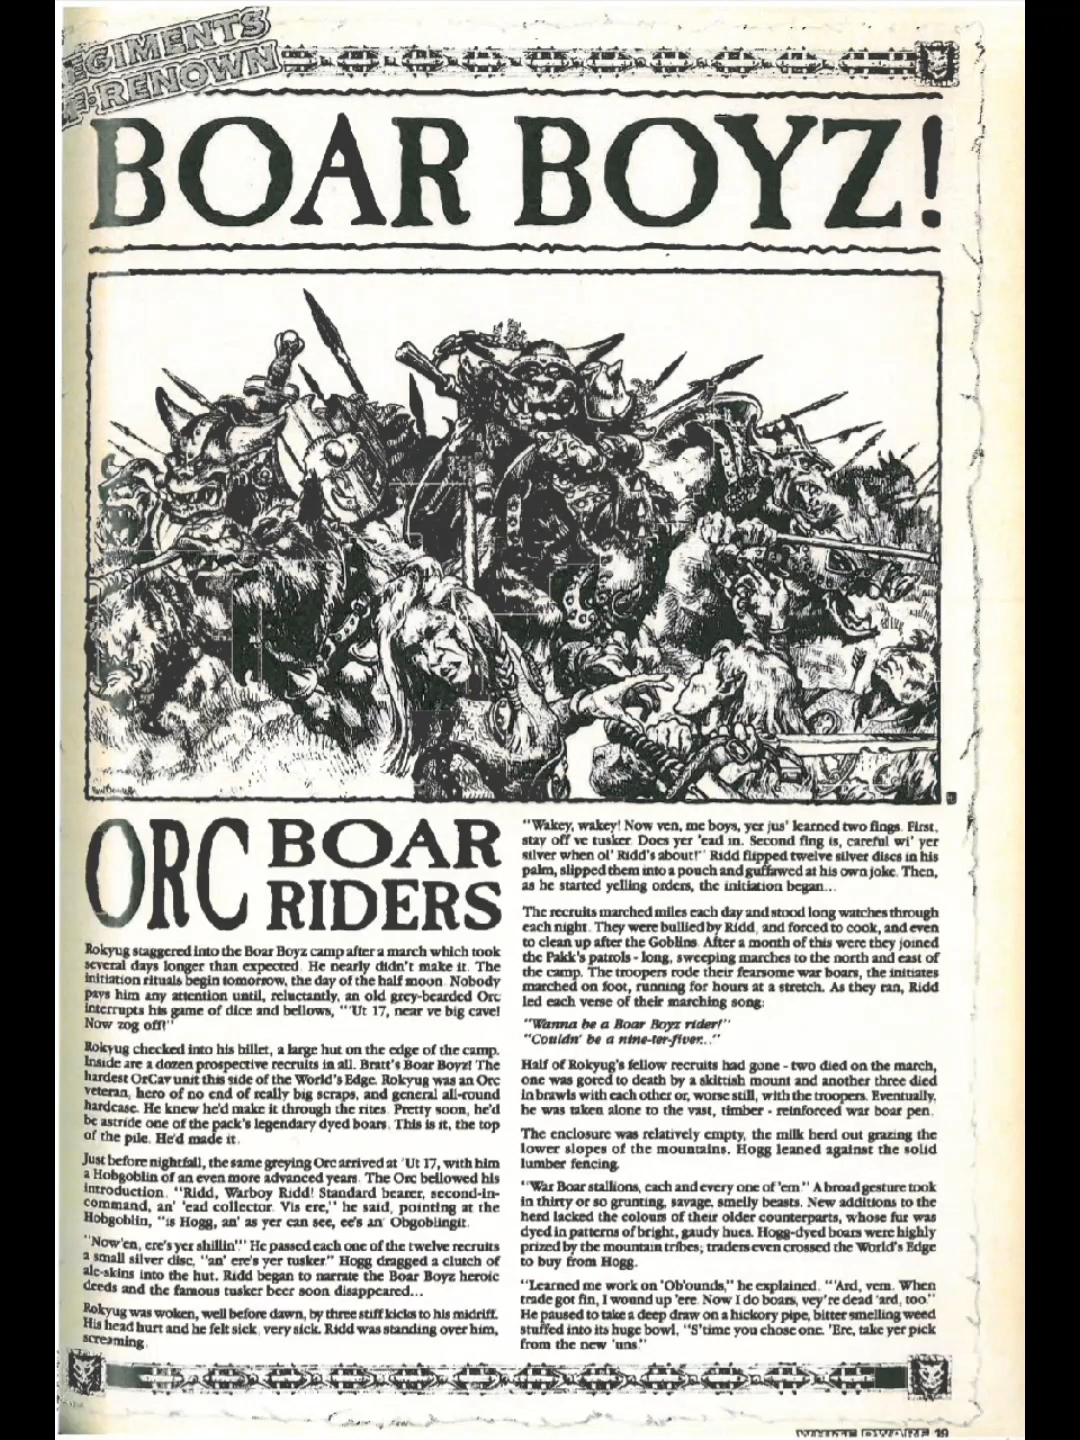 REGIMENTS
RENOWN
BOAR BOYZ!
ORC BOAR
RIDERS
Rokyug staggered into the Boar Boyz camp after a march which took
several days longer than expected. He nearly didn't make it. The
initiation rituals begin tomorrow, the day of the half moon. Nobody
pays him any attention until, reluctantly, an old grey-bearded Orc
interrupts his game of dice and bellows, "'Ut 17, near ve big cave!
Now zog off!"
Rokyug checked into his billet, a large hut on the edge of the camp.
Inside are a dozen prospective recruits in all. Bratt's Boar Boyz! The
hardest OrCav unit this side of the World's Edge. Rokyug was an Orc
veteran, hero of no end of really big scraps, and general all-round
hardcase. He knew he'd make it through the rites. Pretty soon, he'd
be astride one of the pack's legendary dyed boars. This is it, the top
of the pile. He'd made it.
Just before nightfall, the same greying Orc arrived at 'Ut 17, with him
a Hobgoblin of an even more advanced years. The Orc bellowed his
introduction. "Ridd, Warboy Ridd! Standard bearer, second-in-
command, an' 'ead collector. Vis ere," he said, pointing at the
Hobgoblin, "is Hogg, an' as yer can see, ee's an' Obgoblingit.
"Now'en, ere's yer shillin'!" He passed each one of the twelve recruits
a small silver disc, "an' ere's yer tusker." Hogg dragged a clutch of
ale-skins into the hut. Ridd began to narrate the Boar Boyz heroic
deeds and the famous tusker beer soon disappeared...
Rokyug was woken, well before dawn, by three stiff kicks to his midriff.
His head hurt and he felt sick, very sick. Ridd was standing over him,
screaming.
"Wakey, wakey! Now ven, me boys, yer jus' learned two fings. First,
stay off ve tusker. Does yer 'ead in. Second fing is, careful wi' yer
silver when ol' Ridd's about!" Ridd flipped twelve silver discs in his
palm, slipped them into a pouch and guffawed at his own joke. Then,
as he started yelling orders, the initiation began...
The recruits marched miles each day and stood long watches through
each night. They were bullied by Ridd, and forced to cook, and even
to clean up after the Goblins. After a month of this were they joined
the Pakk's patrols - long, sweeping marches to the north and east of
the camp. The troopers rode their fearsome war boars, the initiates
marched on foot, running for hours at a stretch. As they ran, Ridd
led each verse of their marching song:
"Wanna be a Boar Boyz rider!"
"Couldn' be a nine-ter-fiver..."
Half of Rokyug's fellow recruits had gone - two died on the march,
one was gored to death by a skittish mount and another three died
in brawls with each other or, worse still, with the troopers. Eventually,
he was taken alone to the vast, timber - reinforced war boar pen.
The enclosure was relatively empty, the milk herd out grazing the
lower slopes of the mountains. Hogg leaned against the solid
lumber fencing.
"War Boar stallions, each and every one of 'em." A broad gesture took
in thirty or so grunting, savage, smelly beasts. New additions to the
herd lacked the colours of their older counterparts, whose fur was
dyed in patterns of bright, gaudy hues. Hogg-dyed boars were highly
prized by the mountain tribes; traders even crossed the World's Edge
to buy from Hogg.
"Learned me work on 'Ob'ounds," he explained. "'Ard, vem. When
trade got fin, I wound up 'ere. Now I do boars, vey're dead 'ard, too."
He paused to take a deep draw on a hickory pipe, bitter smelling weed
stuffed into its huge bowl, "S'time you chose one. 'Ere, take yer pick
from the new 'uns"
WHITE DWARF 19